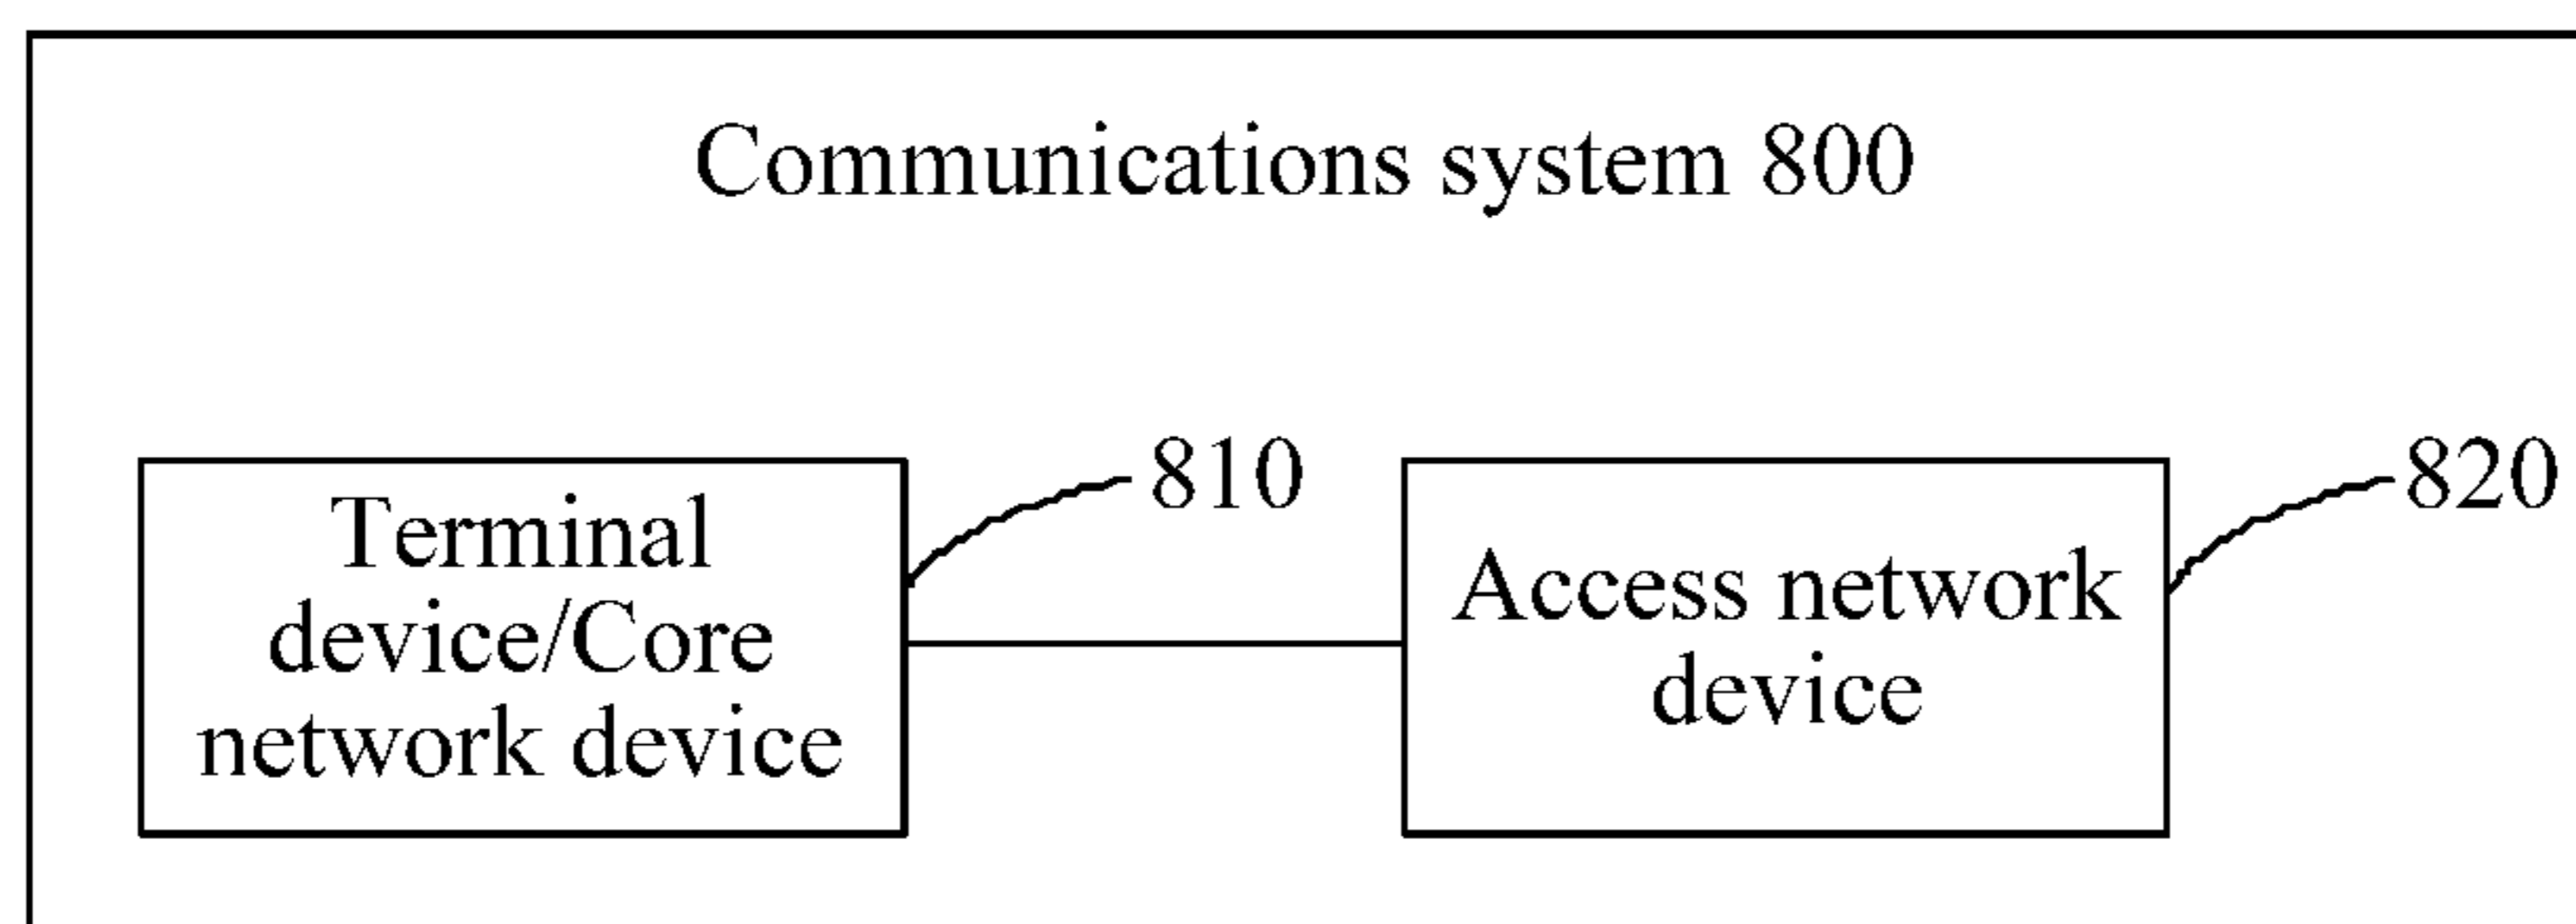 Communications system 800
810
820
Terminal
device/Core
network device
Access network
device